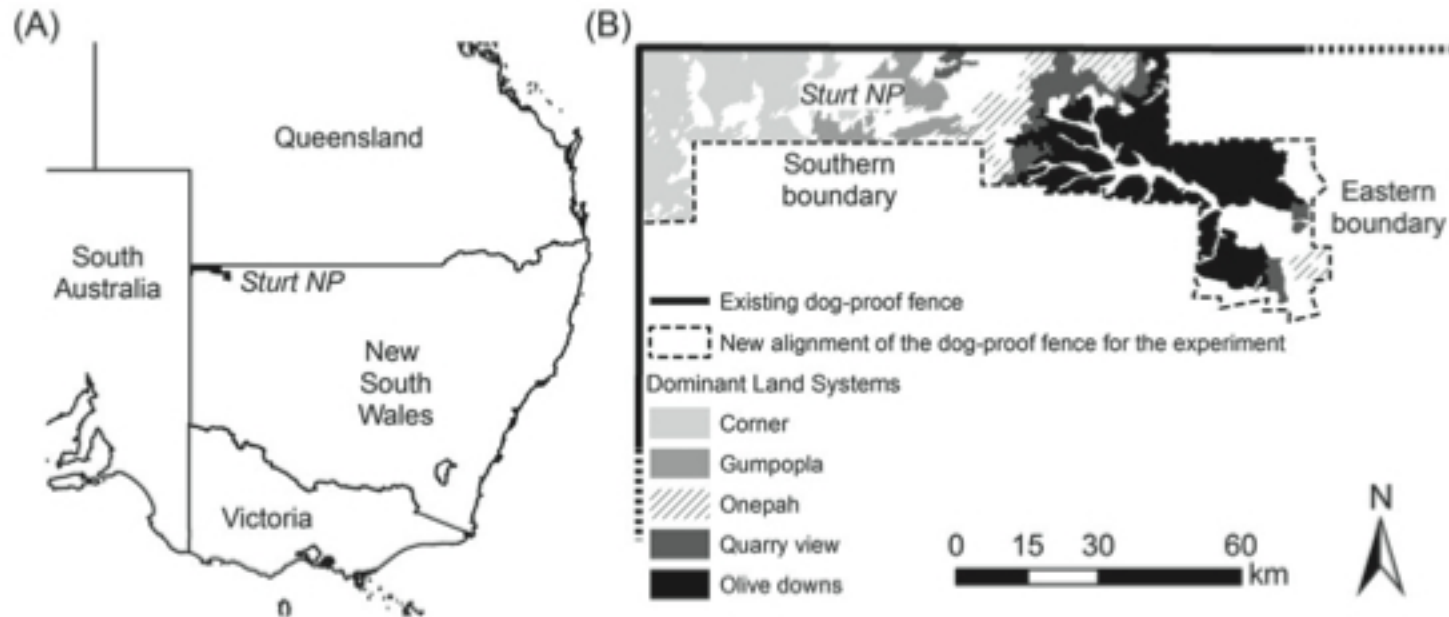 (A)
Queensland
South
Australia
Sturt NP
New
South
Wales
Victoria
(B)
Sturt NP
Southern
boundary
Eastern
boundary
Existing dog-proof fence
New alignment of the dog-proof fence for the experiment
Dominant Land Systems
Corner
Gumpopla
Onepah
Quarry view
Olive downs
0 15 30 60
km
N